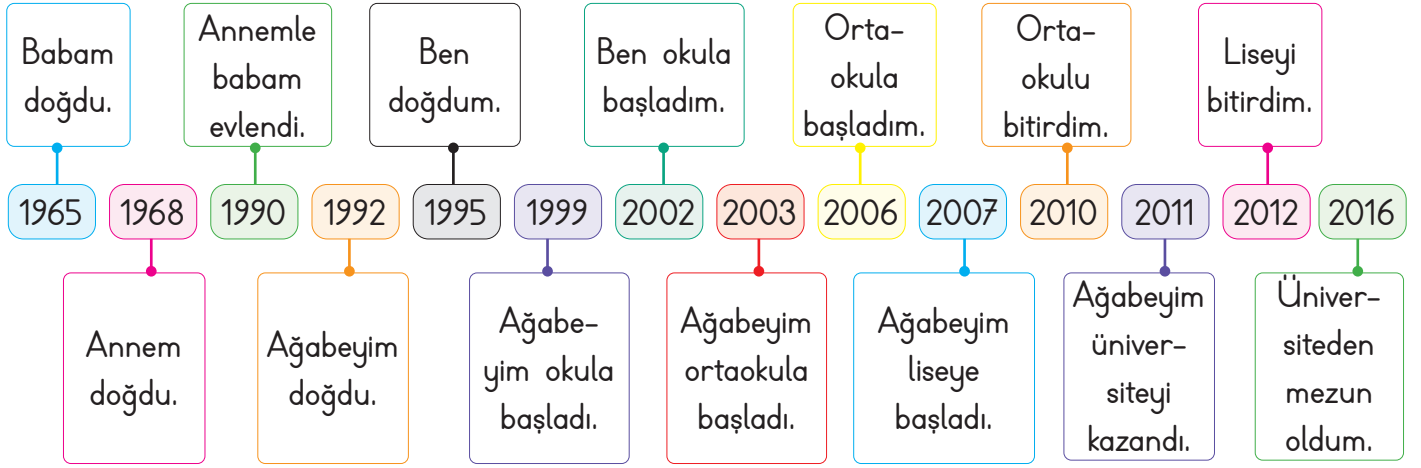 Babam
doğdu.
Annemle
babam
evlendi.
Ben
doğdum.
Ben okula
başladım.
Orta-
okula
başladım.
Orta-
okulu
bitirdim.
Liseyi
bitirdim.
1965
1968
1990
1992
1995
1999
2002
2003
2006
2007
2010
2011
2012
2016
Annem
doğdu.
Ağabeyim
doğdu.
Ağabe-
yim okula
başladı.
Ağabeyim
ortaokula
başladı.
Ağabeyim
liseye
başladı.
Ağabeyim
üniver-
siteyi
kazandı.
Üniver-
siteden
mezun
oldum.